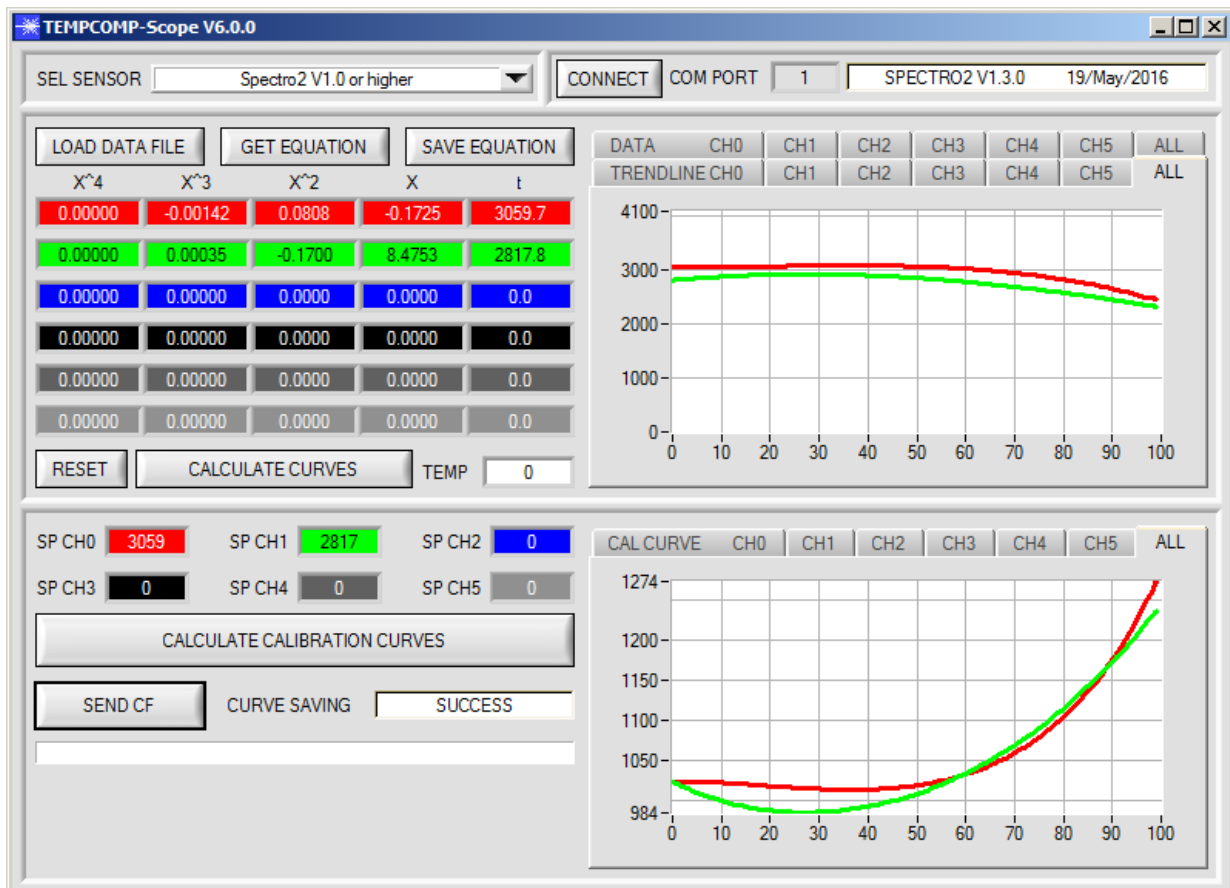 TEMPCOMP-Scope V6.0.0
SEL SENSOR Spectro2 V1.0 or higher CONNECT COM PORT 1 SPECTRO2 V1.3.0 19/May/2016
LOAD DATA FILE GET EQUATION SAVE EQUATION
X^4 X^3 X^2 X t
0.00000 -0.00142 0.0808 -0.1725 3059.7
0.00000 0.00035 -0.1700 8.4753 2817.8
0.00000 0.00000 0.0000 0.0000 0.0
0.00000 0.00000 0.0000 0.0000 0.0
0.00000 0.00000 0.0000 0.0000 0.0
0.00000 0.00000 0.0000 0.0000 0.0
RESET CALCULATE CURVES TEMP 0
DATA CH0 CH1 CH2 CH3 CH4 CH5 ALL
TRENDLINE CH0 CH1 CH2 CH3 CH4 CH5 ALL
4100
3000
2000
1000
0
0 10 20 30 40 50 60 70 80 90 100
SP CH0 3059 SP CH1 2817 SP CH2 0
SP CH3 0 SP CH4 0 SP CH5 0
CALCULATE CALIBRATION CURVES
SEND CF CURVE SAVING SUCCESS
CAL CURVE CH0 CH1 CH2 CH3 CH4 CH5 ALL
1274
1200
1150
1100
1050
984
0 10 20 30 40 50 60 70 80 90 100